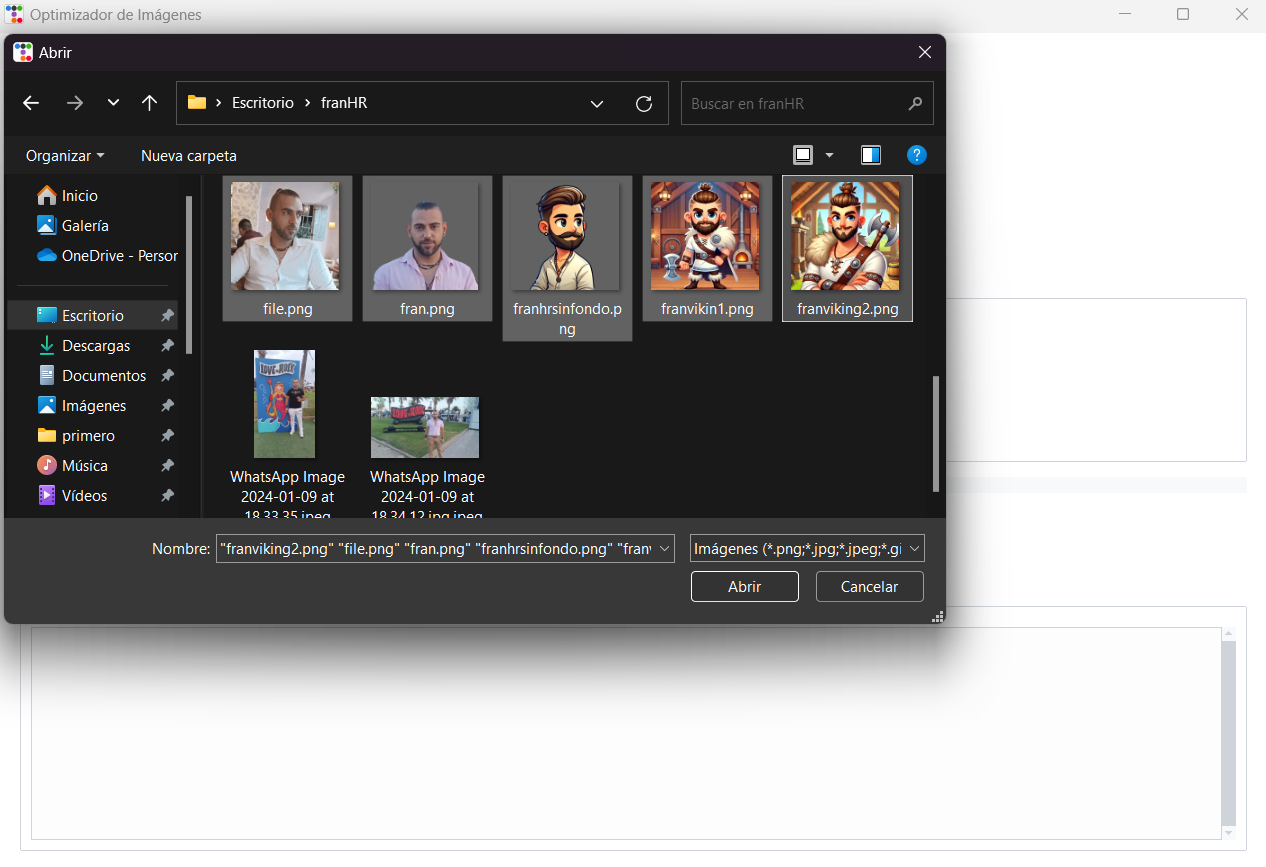 Optimizador de Imágenes
Abrir
Escritorio
franHR
Buscar en franHR
Organizar
Nueva carpeta
?
Inicio
Galería
OneDrive - Persor
Escritorio
Descargas
Documentos
Imágenes
primero
Música
Vídeos
file.png
fran.png
franhrsinfondo.p
ng
franvikin1.png
franviking2.png
WhatsApp Image
2024-01-09 at
18.33.35.jpeg
WhatsApp Image
2024-01-09 at
18.34.12.jpg.jpeg
Nombre:
"franviking2.png" "file.png" "fran.png" "franhrsinfondo.png" "franv
Imágenes (*.png;*.jpg;*.jpeg;*.gi
Abrir
Cancelar